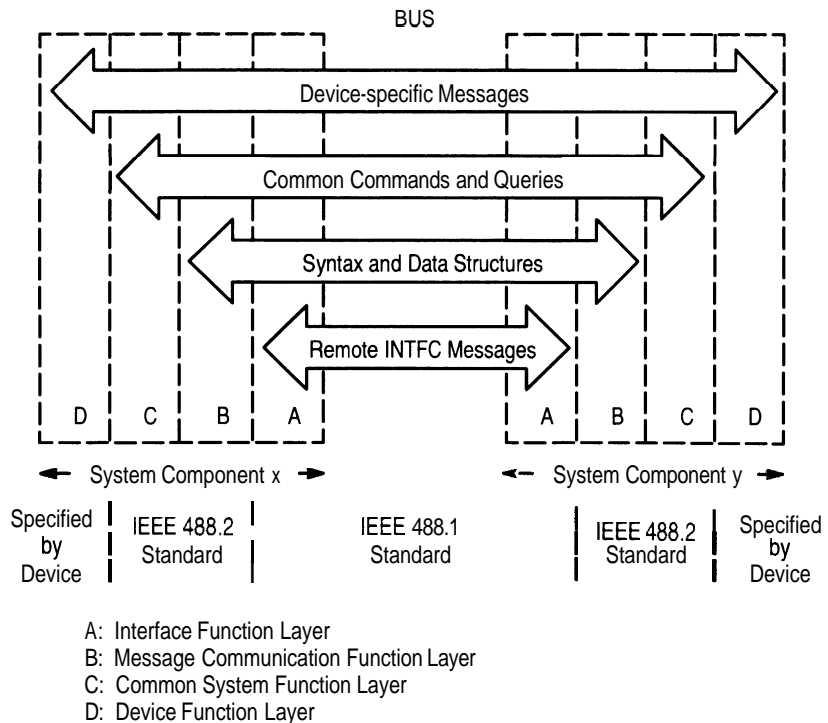 BUS
Device-specific Messages
Common Commands and Queries
Syntax and Data Structures
Remote INTFC Messages
D C B A A B C D
System Component x
System Component y
Specified
by
Device
IEEE 488.2
Standard
IEEE 488.1
Standard
IEEE 488.2
Standard
Specified
by
Device
A: Interface Function Layer
B: Message Communication Function Layer
C: Common System Function Layer
D: Device Function Layer